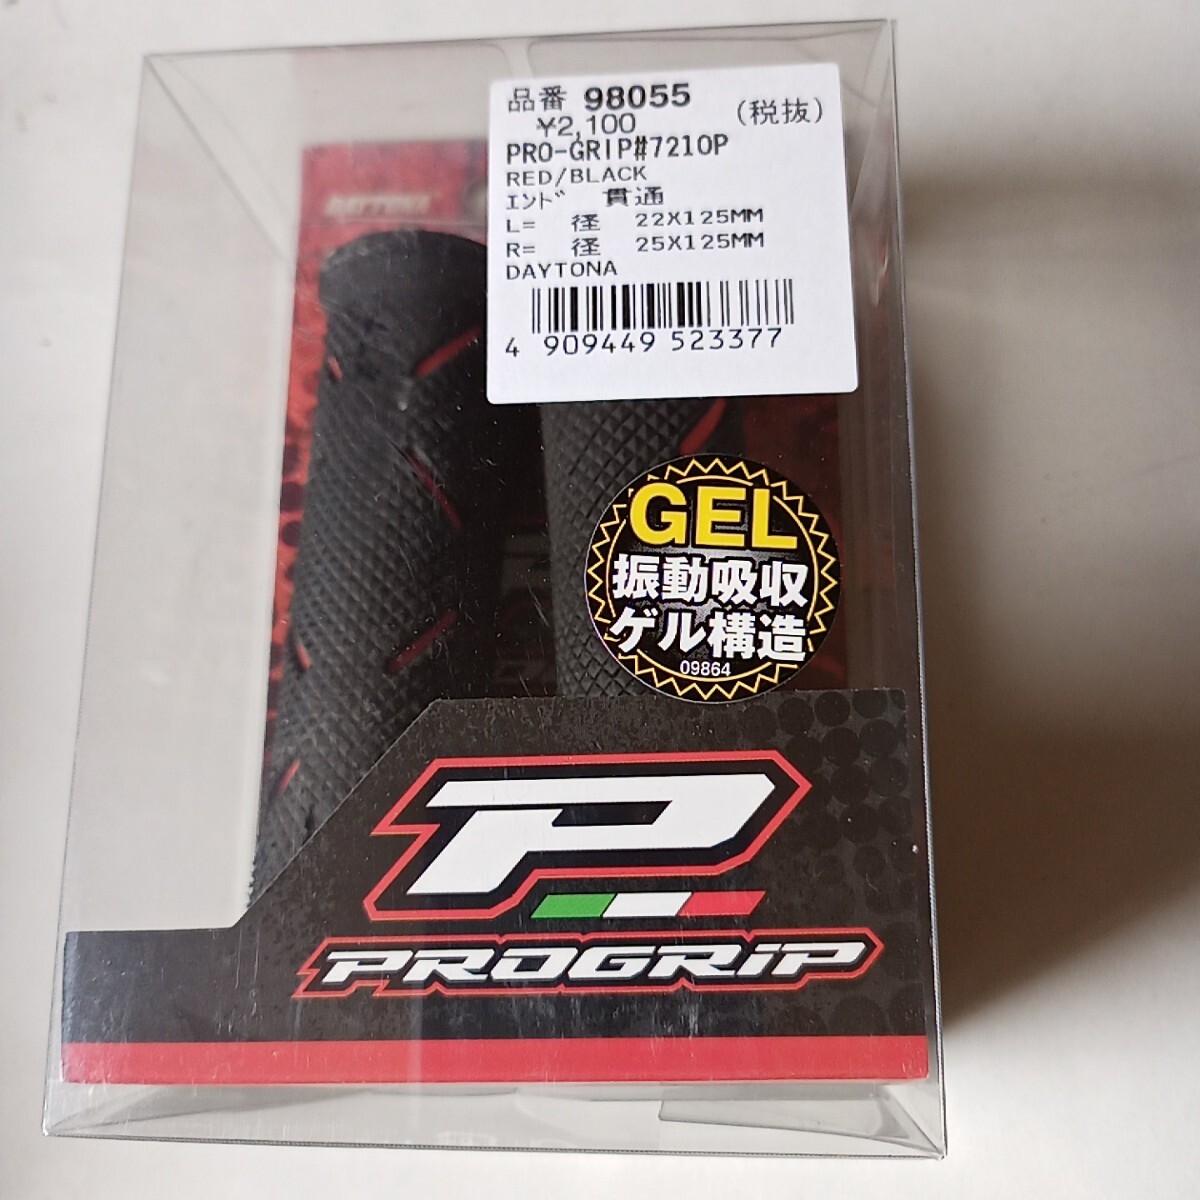 品番 98055
¥2,100 (税抜)
PRO-GRIP#7210P
RED/BLACK
ｴﾝﾄﾞ 貫通
L= 径 22X125MM
R= 径 25X125MM
DAYTONA
4 909449 523377
GEL
振動吸収
ゲル構造
09864
P
PROGRiP